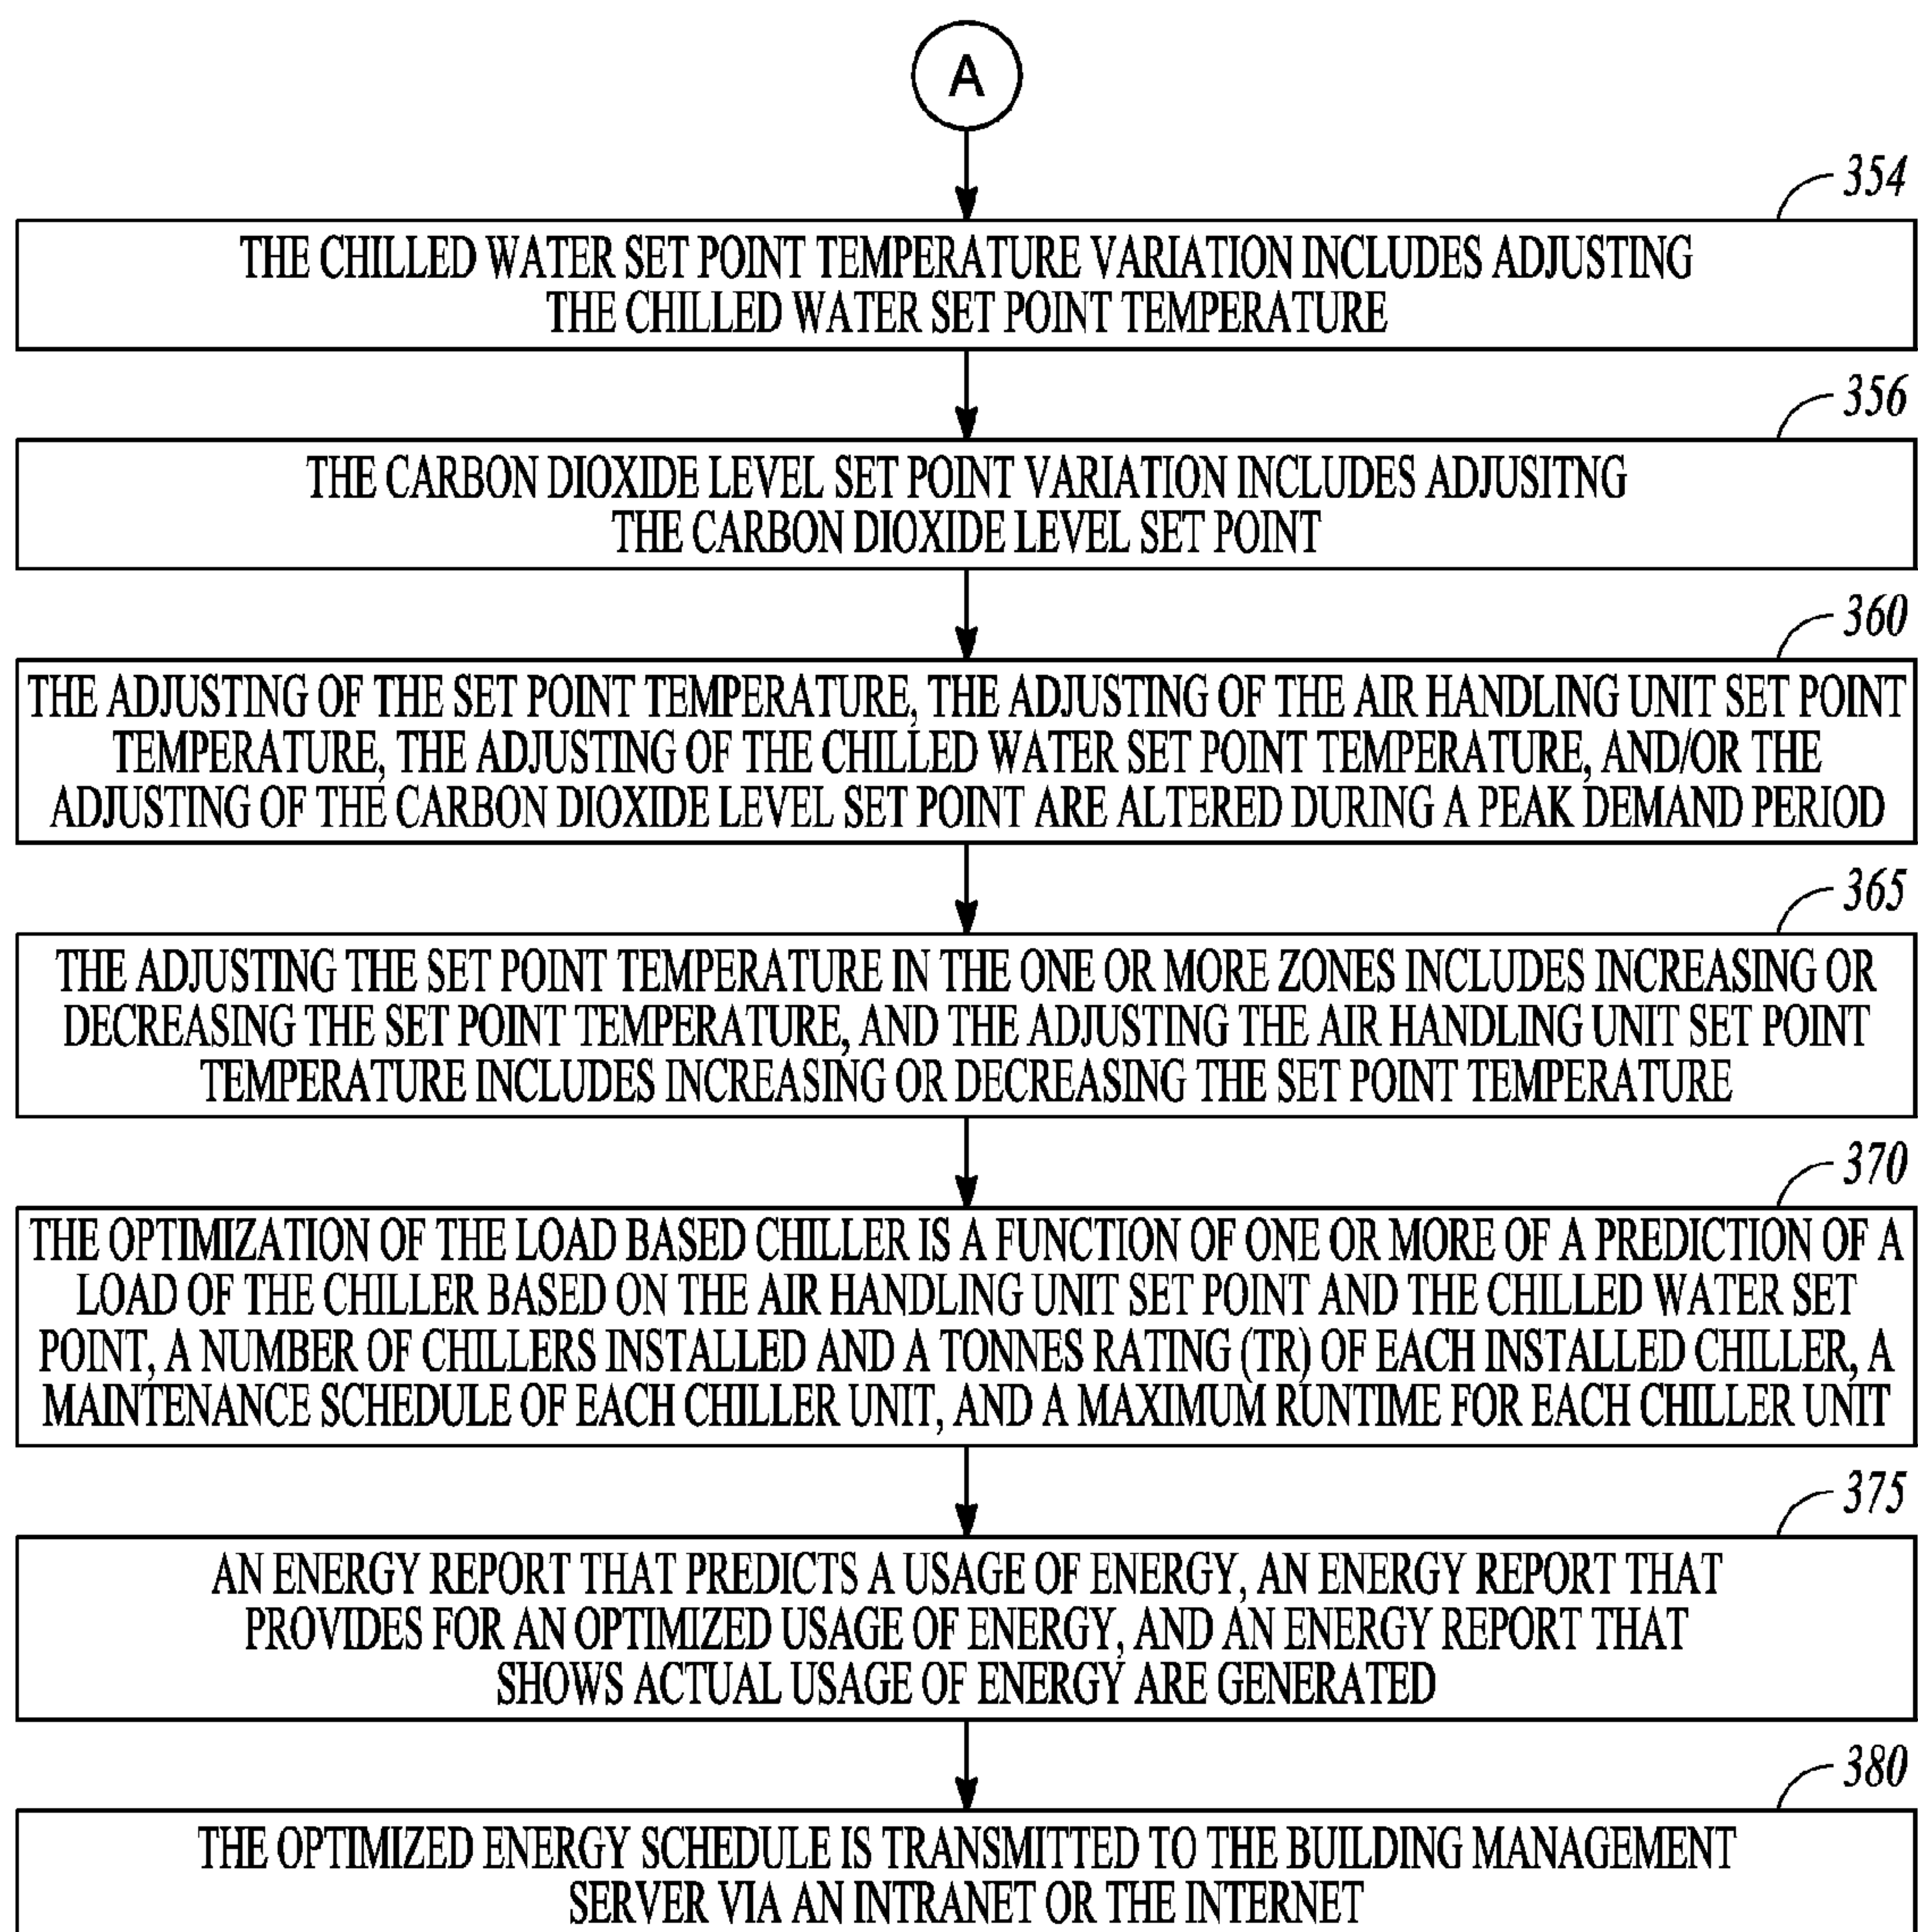 A
354
THE CHILLED WATER SET POINT TEMPERATURE VARIATION INCLUDES ADJUSTING
THE CHILLED WATER SET POINT TEMPERATURE
356
THE CARBON DIOXIDE LEVEL SET POINT VARIATION INCLUDES ADJUSITNG
THE CARBON DIOXIDE LEVEL SET POINT
360
THE ADJUSTING OF THE SET POINT TEMPERATURE, THE ADJUSTING OF THE AIR HANDLING UNIT SET POINT
TEMPERATURE, THE ADJUSTING OF THE CHILLED WATER SET POINT TEMPERATURE, AND/OR THE
ADJUSTING OF THE CARBON DIOXIDE LEVEL SET POINT ARE ALTERED DURING A PEAK DEMAND PERIOD
365
THE ADJUSTING THE SET POINT TEMPERATURE IN THE ONE OR MORE ZONES INCLUDES INCREASING OR
DECREASING THE SET POINT TEMPERATURE, AND THE ADJUSTING THE AIR HANDLING UNIT SET POINT
TEMPERATURE INCLUDES INCREASING OR DECREASING THE SET POINT TEMPERATURE
370
THE OPTIMIZATION OF THE LOAD BASED CHILLER IS A FUNCTION OF ONE OR MORE OF A PREDICTION OF A
LOAD OF THE CHILLER BASED ON THE AIR HANDLING UNIT SET POINT AND THE CHILLED WATER SET
POINT, A NUMBER OF CHILLERS INSTALLED AND A TONNES RATING (TR) OF EACH INSTALLED CHILLER, A
MAINTENANCE SCHEDULE OF EACH CHILLER UNIT, AND A MAXIMUM RUNTIME FOR EACH CHILLER UNIT
375
AN ENERGY REPORT THAT PREDICTS A USAGE OF ENERGY, AN ENERGY REPORT THAT
PROVIDES FOR AN OPTIMIZED USAGE OF ENERGY, AND AN ENERGY REPORT THAT
SHOWS ACTUAL USAGE OF ENERGY ARE GENERATED
380
THE OPTIMIZED ENERGY SCHEDULE IS TRANSMITTED TO THE BUILDING MANAGEMENT
SERVER VIA AN INTRANET OR THE INTERNET